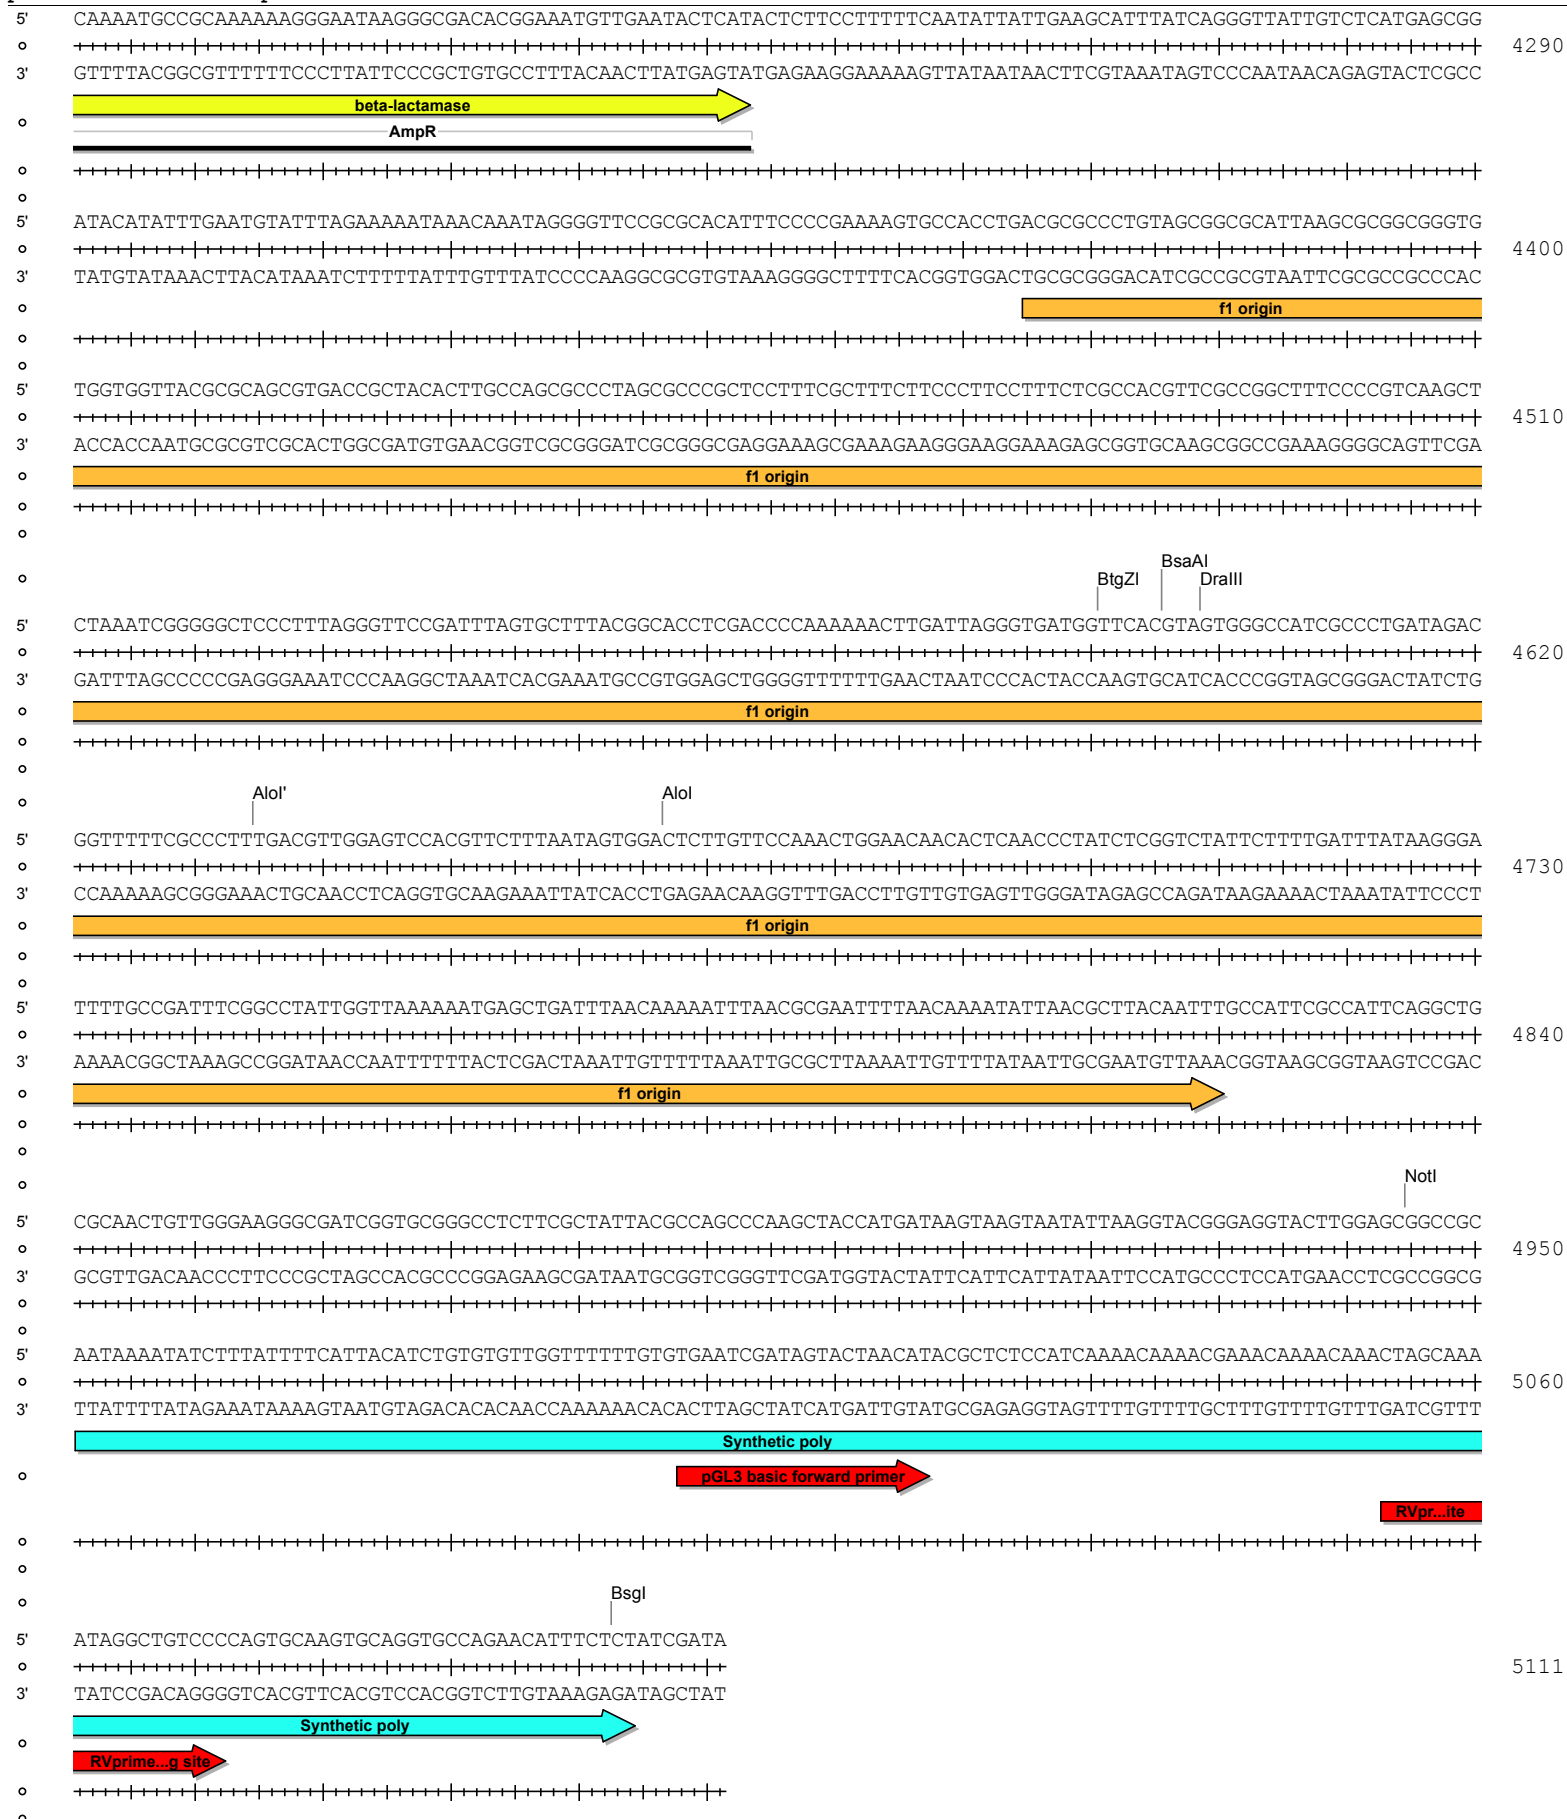 5' CAAAATGCCGCAAAAAAGGGAATAAGGGCGACACGGAAATGTTGAATACTCATACTCTTCCTTTTTCAATATTATTGAAGCATTTATCAGGGTTATTGTCTCATGAGCGG
4290
3' GTTTTACGGCGTTTTTTCCCTTATTCCCGCTGTGCCTTTACAACTTATGAGTATGAGAAGGAAAAAGTTATAATAACTTCGTAAATAGTCCCAATAACAGAGTACTCGCC
beta-lactamase
AmpR
5' ATACATATTTGAATGTATTTAGAAAAATAAACAAATAGGGGTTCCGCGCACATTTCCCCGAAAAGTGCCACCTGACGCGCCCTGTAGCGGCGCATTAAGCGCGGCGGGTG
4400
3' TATGTATAAACTTACATAAATCTTTTTATTTGTTTATCCCCAAGGCGCGTGTAAAGGGGCTTTTCACGGTGGACTGCGCGGGACATCGCCGCGTAATTCGCGCCGCCCAC
f1 origin
5' TGGTGGTTACGCGCAGCGTGACCGCTACACTTGCCAGCGCCCTAGCGCCCGCTCCTTTCGCTTTCTTCCCTTCCTTTCTCGCCACGTTCGCCGGCTTTCCCCGTCAAGCT
4510
3' ACCACCAATGCGCGTCGCACTGGCGATGTGAACGGTCGCGGGATCGCGGGCGAGGAAAGCGAAAGAAGGGAAGGAAAGAGCGGTGCAAGCGGCCGAAAGGGGCAGTTCGA
f1 origin
BsaAI
BtgZI DraIII
5' CTAAATCGGGGGCTCCCTTTAGGGTTCCGATTTAGTGCTTTACGGCACCTCGACCCCAAAAAACTTGATTAGGGTGATGGTTCACGTAGTGGGCCATCGCCCTGATAGAC
4620
3' GATTTAGCCCCCGAGGGAAATCCCAAGGCTAAATCACGAAATGCCGTGGAGCTGGGGTTTTTTGAACTAATCCCACTACCAAGTGCATCACCCGGTAGCGGGACTATCTG
f1 origin
AloI' AloI
5' GGTTTTTCGCCCTTTGACGTTGGAGTCCACGTTCTTTAATAGTGGACTCTTGTTCCAAACTGGAACAACACTCAACCCTATCTCGGTCTATTCTTTTGATTTATAAGGGA
4730
3' CCAAAAAGCGGGAAACTGCAACCTCAGGTGCAAGAAATTATCACCTGAGAACAAGGTTTGACCTTGTTGTGAGTTGGGATAGAGCCAGATAAGAAAACTAAATATTCCCT
f1 origin
5' TTTTGCCGATTTCGGCCTATTGGTTAAAAAATGAGCTGATTTAACAAAAATTTAACGCGAATTTTAACAAAATATTAACGCTTACAATTTGCCATTCGCCATTCAGGCTG
4840
3' AAAACGGCTAAAGCCGGATAACCAATTTTTTACTCGACTAAATTGTTTTTAAATTGCGCTTAAAATTGTTTTATAATTGCGAATGTTAAACGGTAAGCGGTAAGTCCGAC
f1 origin
NotI
5' CGCAACTGTTGGGAAGGGCGATCGGTGCGGGCCTCTTCGCTATTACGCCAGCCCAAGCTACCATGATAAGTAAGTAATATTAAGGTACGGGAGGTACTTGGAGCGGCCGC
4950
3' GCGTTGACAACCCTTCCCGCTAGCCACGCCCGGAGAAGCGATAATGCGGTCGGGTTCGATGGTACTATTCATTCATTATAATTCCATGCCCTCCATGAACCTCGCCGGCG
5' AATAAAATATCTTTATTTTCATTACATCTGTGTGTTGGTTTTTTGTGTGAATCGATAGTACTAACATACGCTCTCCATCAAAACAAAACGAAACAAAACAAACTAGCAAA
5060
3' TTATTTTATAGAAATAAAAGTAATGTAGACACACAACCAAAAAACACACTTAGCTATCATGATTGTATGCGAGAGGTAGTTTTGTTTTGCTTTGTTTTGTTTGATCGTTT
Synthetic poly
pGL3 basic forward primer
RVpr...ite
BsgI
5' ATAGGCTGTCCCCAGTGCAAGTGCAGGTGCCAGAACATTTCTCTATCGATA
5111
3' TATCCGACAGGGGTCACGTTCACGTCCACGGTCTTGTAAAGAGATAGCTAT
Synthetic poly
RVprime...g site